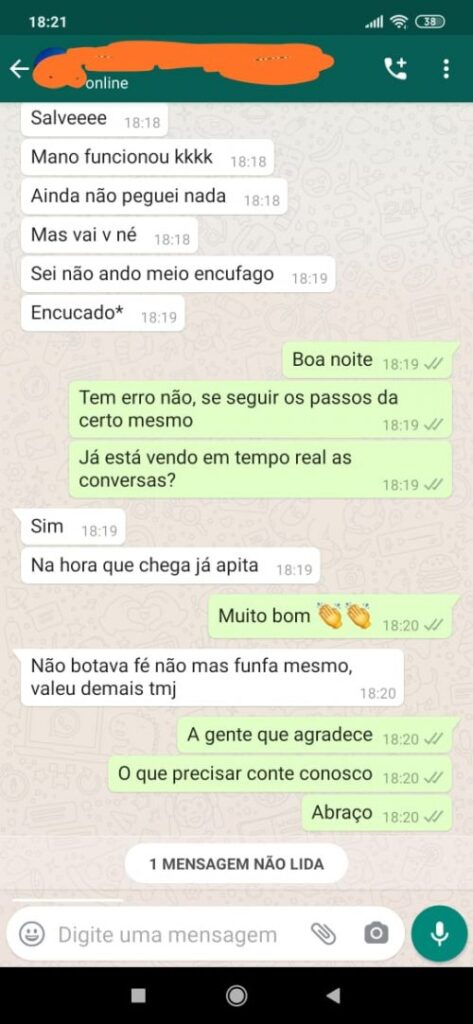 18:21
38
online
Salveeee 18:18
Mano funcionou kkkk 18:18
Ainda não peguei nada 18:18
Mas vai v né 18:18
Sei não ando meio encufago 18:19
Encucado* 18:19
Boa noite 18:19
Tem erro não, se seguir os passos da
certo mesmo 18:19
Já está vendo em tempo real as
conversas? 18:19
Sim 18:19
Na hora que chega já apita 18:19
Muito bom 👏👏 18:20
Não botava fé não mas funfa mesmo,
valeu demais tmj 18:20
A gente que agradece 18:20
O que precisar conte conosco 18:20
Abraço 18:20
1 MENSAGEM NÃO LIDA
Digite uma mensagem